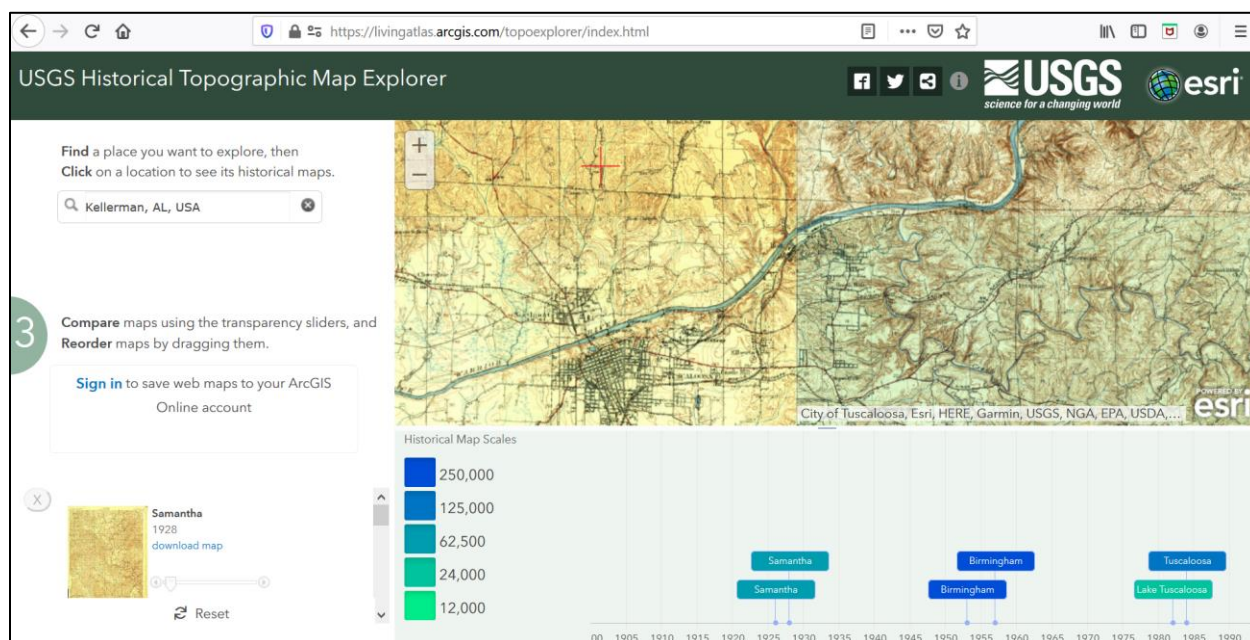 https://livingatlas.arcgis.com/topoexplorer/index.html
USGS Historical Topographic Map Explorer
USGS
science for a changing world
esri
Find a place you want to explore, then
Click on a location to see its historical maps.
Kellerman, AL, USA
3
Compare maps using the transparency sliders, and
Reorder maps by dragging them.
Sign in to save web maps to your ArcGIS
Online account
X
Samantha
1928
download map
Reset
+
−
WARRIOR
POWERED BY
esri
City of Tuscaloosa, Esri, HERE, Garmin, USGS, NGA, EPA, USDA,...
Historical Map Scales
250,000
125,000
62,500
24,000
12,000
Samantha
Birmingham
Tuscaloosa
Samantha
Birmingham
Lake Tuscaloosa
00 1905 1910 1915 1920 1925 1930 1935 1940 1945 1950 1955 1960 1965 1970 1975 1980 1985 1990